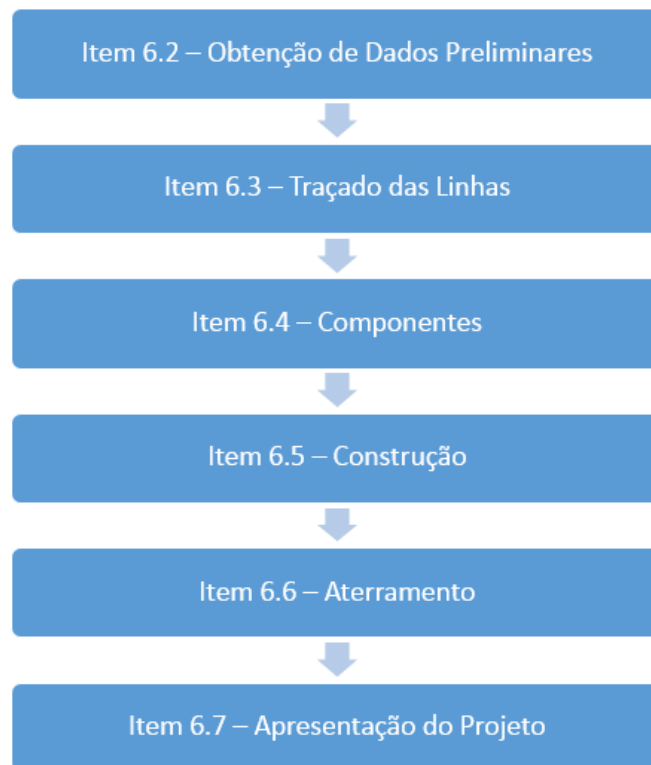 Item 6.2 – Obtenção de Dados Preliminares
Item 6.3 – Traçado das Linhas
Item 6.4 – Componentes
Item 6.5 – Construção
Item 6.6 – Aterramento
Item 6.7 – Apresentação do Projeto